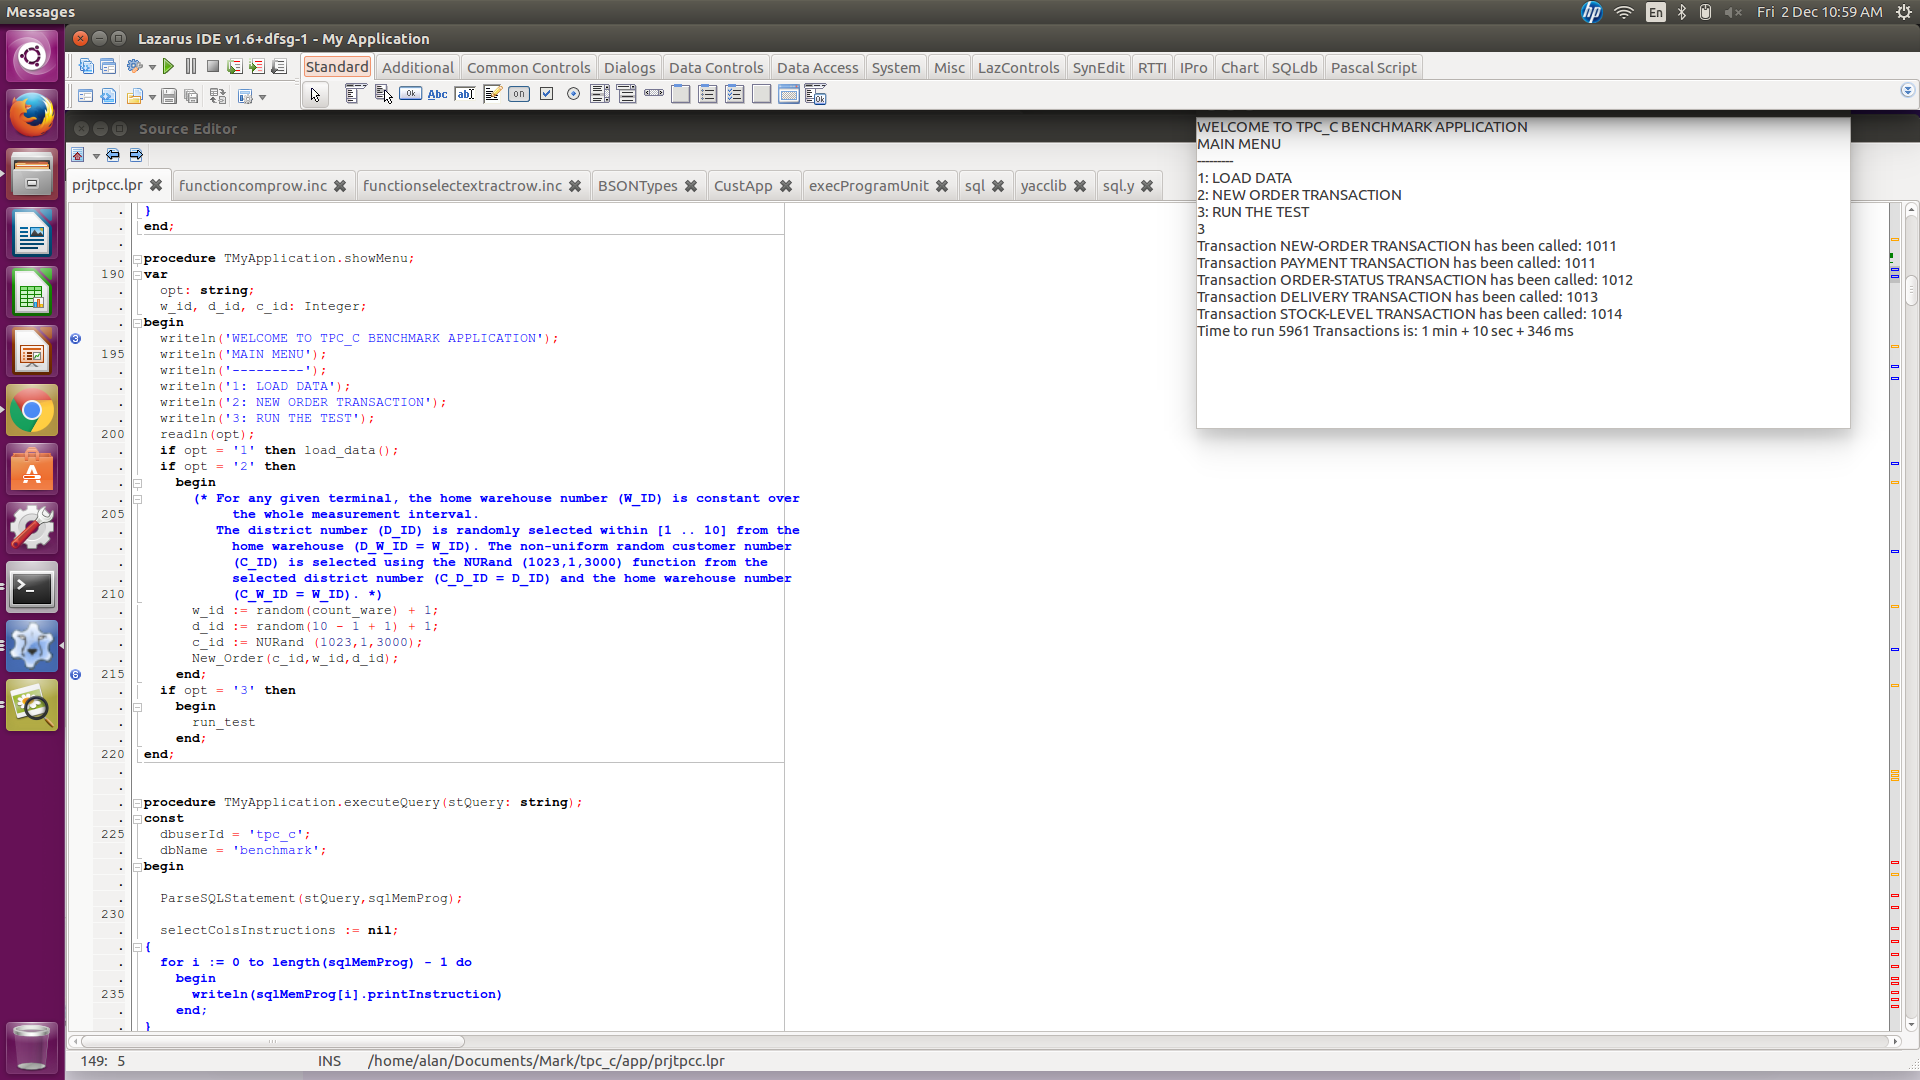 Messages
En
Fri 2 Dec 10:59 AM
Lazarus IDE v1.6+dfsg-1 - My Application
Standard Additional Common Controls Dialogs Data Controls Data Access System Misc LazControls SynEdit RTTI IPro Chart SQLdb Pascal Script
Ok Abc ab on Ok
Source Editor
prjtpcc.lpr functioncomprow.inc functionselectextractrow.inc BSONTypes CustApp execProgramUnit sql yacclib sql.y
}
end;
procedure TMyApplication.showMenu;
190 var
opt: string;
w_id, d_id, c_id: Integer;
begin
3 writeln('WELCOME TO TPC_C BENCHMARK APPLICATION');
195 writeln('MAIN MENU');
writeln('---------');
writeln('1: LOAD DATA');
writeln('2: NEW ORDER TRANSACTION');
writeln('3: RUN THE TEST');
200 readln(opt);
if opt = '1' then load_data();
if opt = '2' then
begin
(* For any given terminal, the home warehouse number (W_ID) is constant over
205 the whole measurement interval.
The district number (D_ID) is randomly selected within [1 .. 10] from the
home warehouse (D_W_ID = W_ID). The non-uniform random customer number
(C_ID) is selected using the NURand (1023,1,3000) function from the
selected district number (C_D_ID = D_ID) and the home warehouse number
210 (C_W_ID = W_ID). *)
w_id := random(count_ware) + 1;
d_id := random(10 - 1 + 1) + 1;
c_id := NURand (1023,1,3000);
New_Order(c_id,w_id,d_id);
6 215 end;
if opt = '3' then
begin
run_test
end;
220 end;
procedure TMyApplication.executeQuery(stQuery: string);
const
225 dbuserId = 'tpc_c';
dbName = 'benchmark';
begin
ParseSQLStatement(stQuery,sqlMemProg);
230
selectColsInstructions := nil;
{
for i := 0 to length(sqlMemProg) - 1 do
begin
235 writeln(sqlMemProg[i].printInstruction)
end;
}
149: 5 INS /home/alan/Documents/Mark/tpc_c/app/prjtpcc.lpr
WELCOME TO TPC_C BENCHMARK APPLICATION
MAIN MENU
---------
1: LOAD DATA
2: NEW ORDER TRANSACTION
3: RUN THE TEST
3
Transaction NEW-ORDER TRANSACTION has been called: 1011
Transaction PAYMENT TRANSACTION has been called: 1011
Transaction ORDER-STATUS TRANSACTION has been called: 1012
Transaction DELIVERY TRANSACTION has been called: 1013
Transaction STOCK-LEVEL TRANSACTION has been called: 1014
Time to run 5961 Transactions is: 1 min + 10 sec + 346 ms